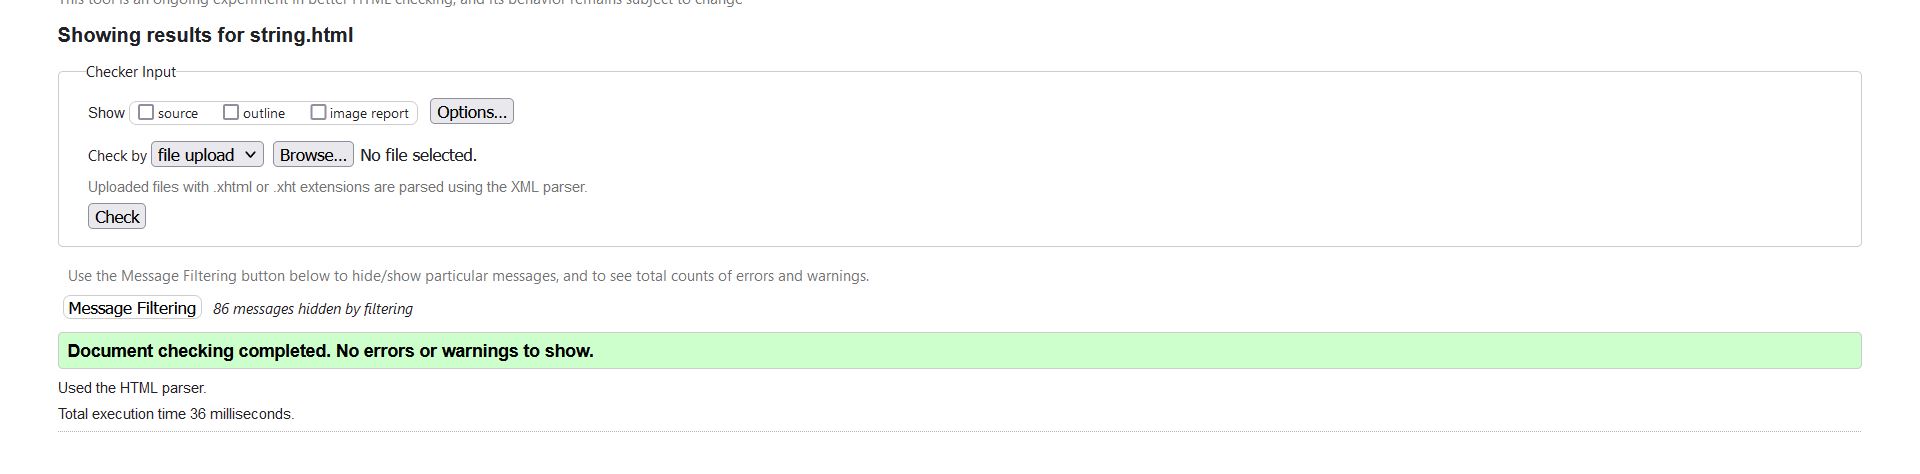 This tool is an ongoing experiment in better HTML checking, and its behavior remains subject to change
Showing results for string.html
Checker Input
Show source outline image report Options...
Check by file upload Browse... No file selected.
Uploaded files with .xhtml or .xht extensions are parsed using the XML parser.
Check
Use the Message Filtering button below to hide/show particular messages, and to see total counts of errors and warnings.
Message Filtering 86 messages hidden by filtering
Document checking completed. No errors or warnings to show.
Used the HTML parser.
Total execution time 36 milliseconds.